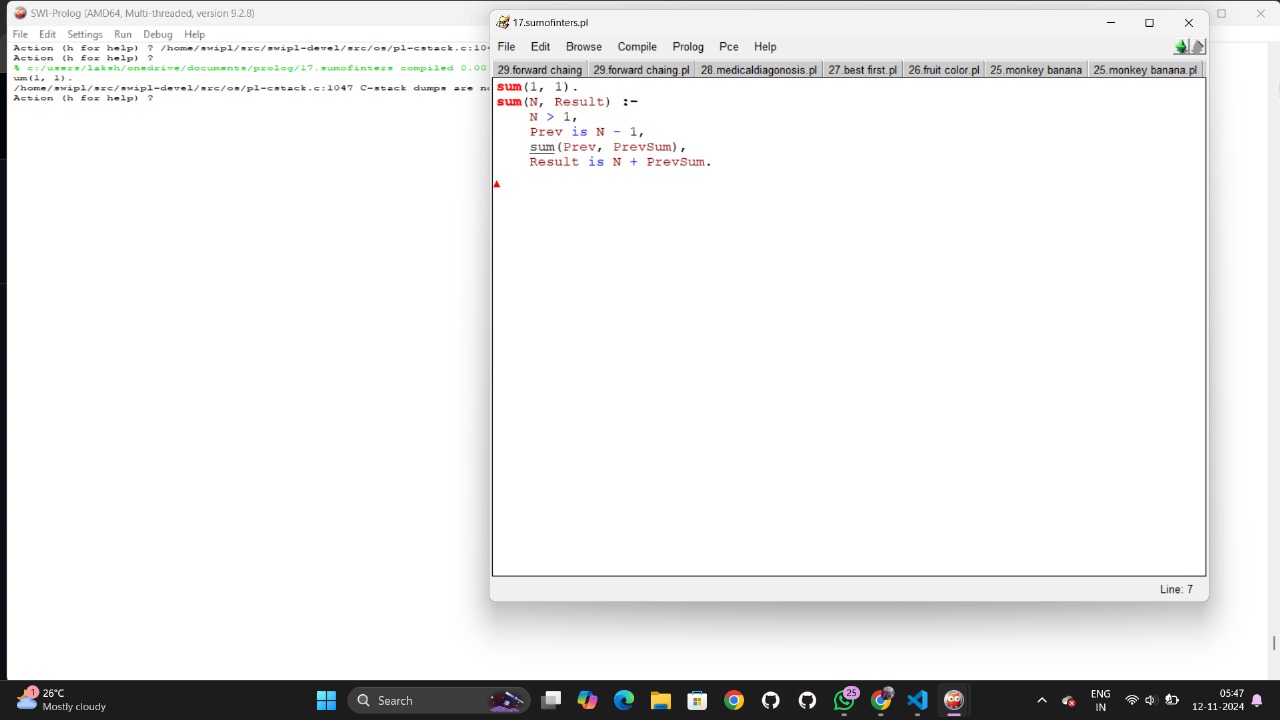 SWI-Prolog (AMD64, Multi-threaded, version 9.2.8)
File Edit Settings Run Debug Help
Action (h for help) ? /home/swipl/src/swipl-devel/src/os/pl-cstack.c:104
Action (h for help) ?
% c:/users/laksh/onedrive/documents/prolog/17.sumofinters compiled 0.00
um(1, 1).
/home/swipl/src/swipl-devel/src/os/pl-cstack.c:1047 C-stack dumps are no
Action (h for help) ?
17.sumofinters.pl
File Edit Browse Compile Prolog Pce Help
29.forward chaing 29.forward chaing.pl 28.medicaldiagonosis.pl 27.best first.pl 26.fruit color.pl 25.monkey banana 25.monkey banana.pl
sum(1, 1).
sum(N, Result) :-
N > 1,
Prev is N - 1,
sum(Prev, PrevSum),
Result is N + PrevSum.
Line: 7
1
26°C
Mostly cloudy
Search
25
ENG
IN
05:47
12-11-2024